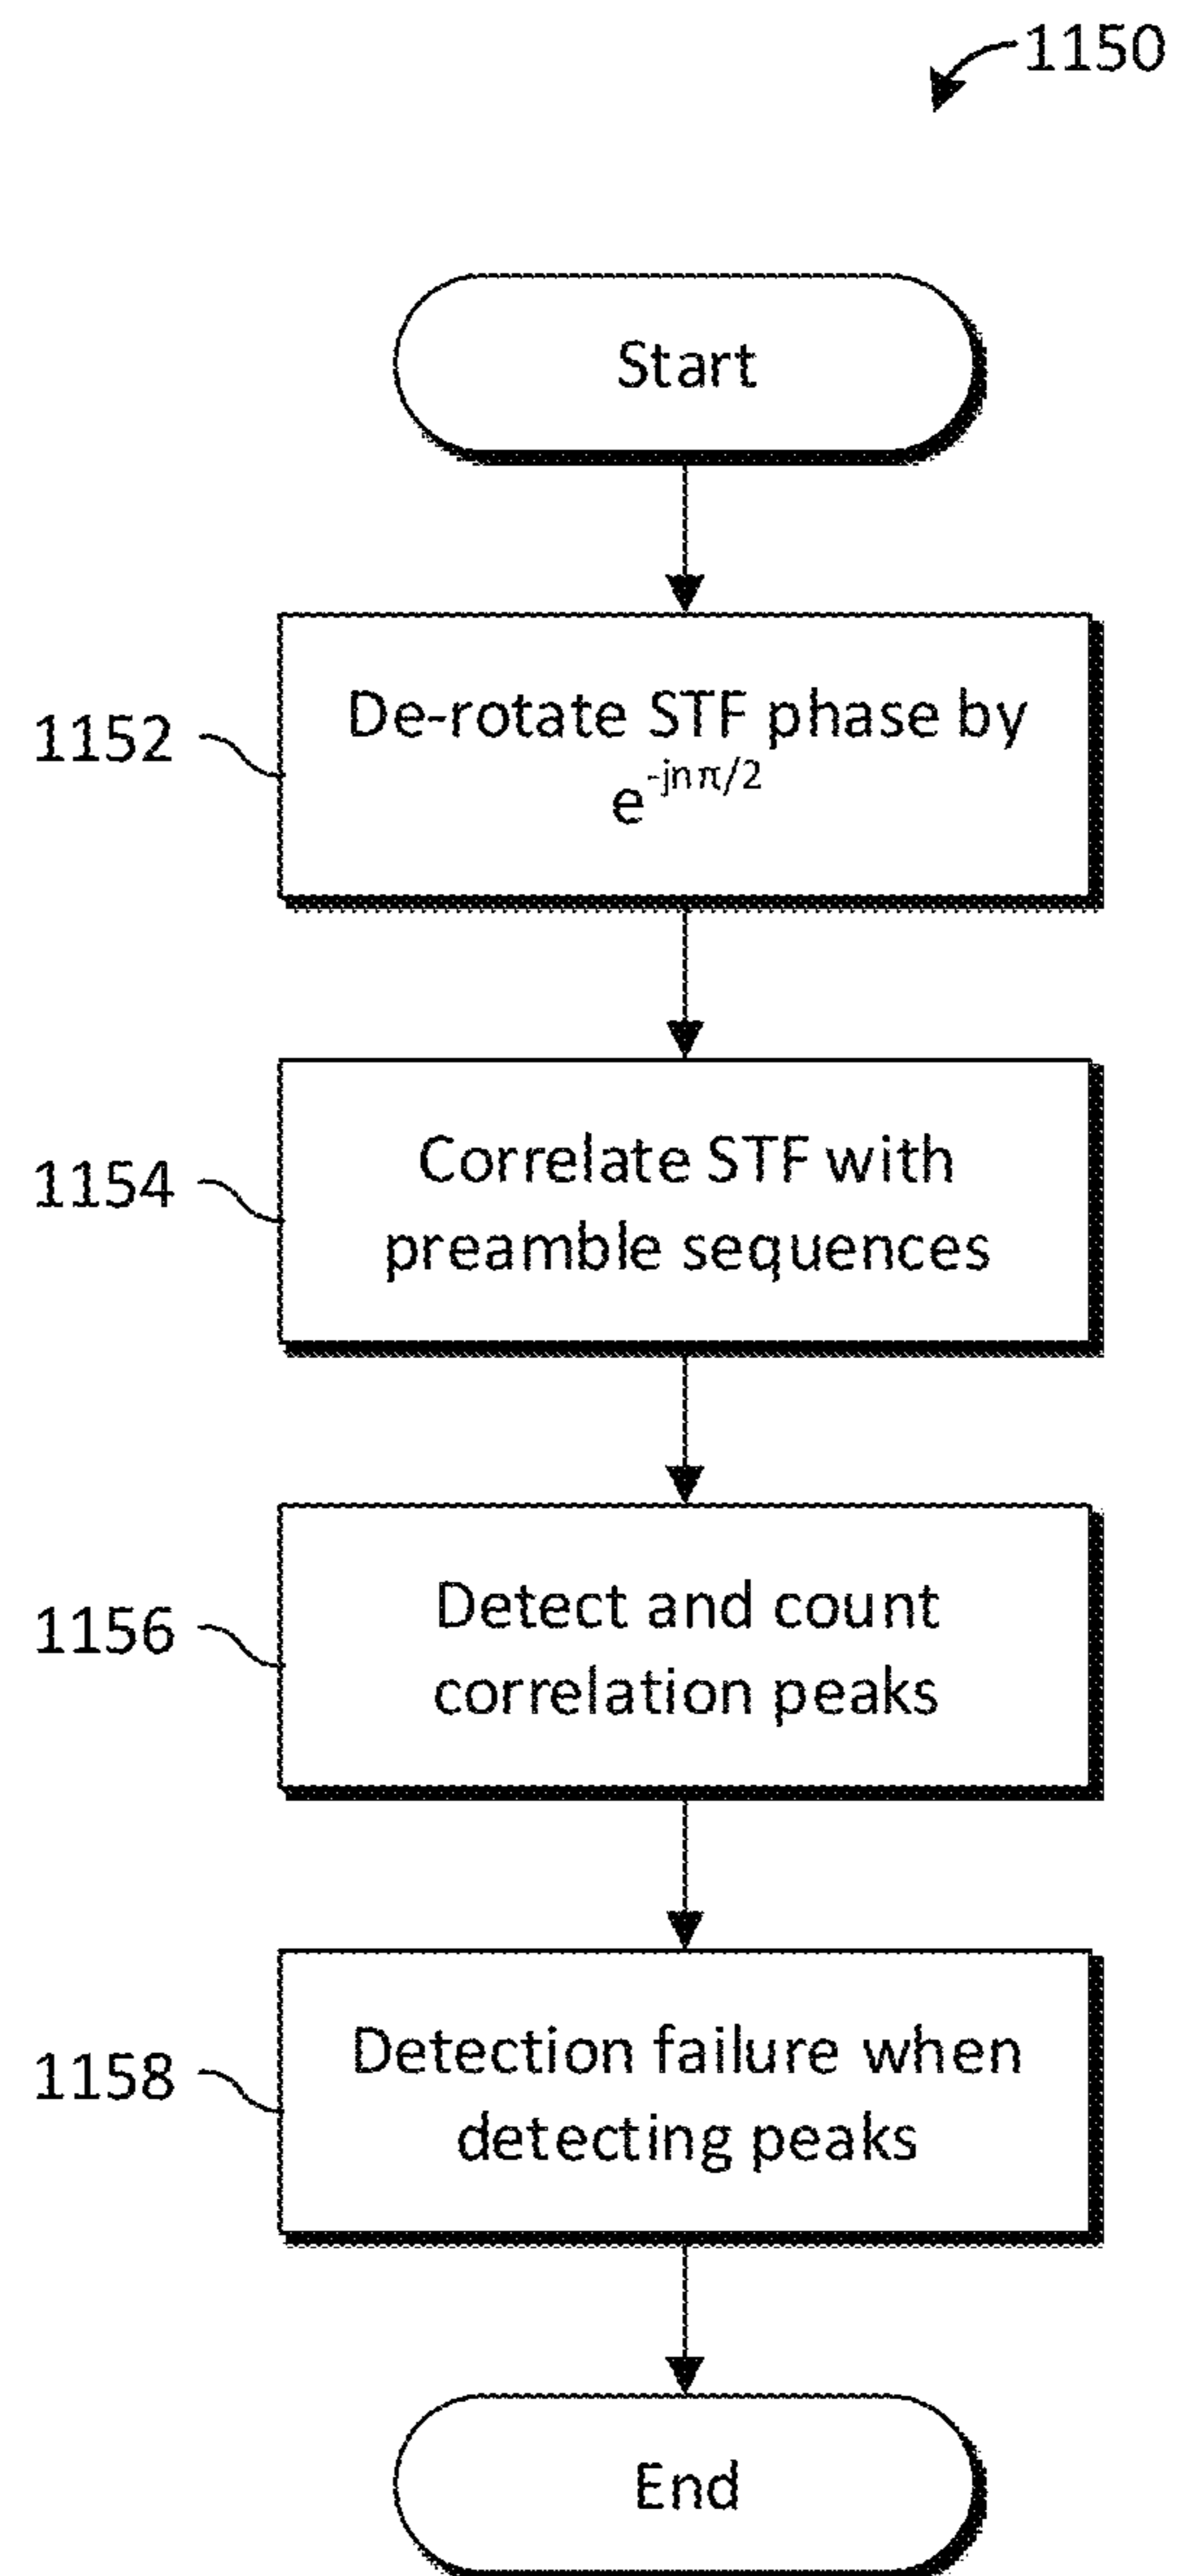 1150
Start
1152
De-rotate STF phase by
e^-jnπ/2
1154
Correlate STF with
preamble sequences
1156
Detect and count
correlation peaks
1158
Detection failure when
detecting peaks
End